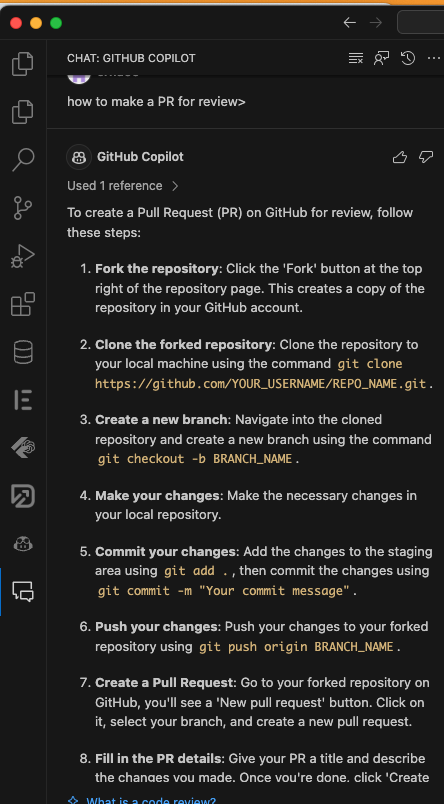 CHAT: GITHUB COPILOT
how to make a PR for review>
GitHub Copilot
Used 1 reference
To create a Pull Request (PR) on GitHub for review, follow
these steps:
1. Fork the repository: Click the 'Fork' button at the top
right of the repository page. This creates a copy of the
repository in your GitHub account.
2. Clone the forked repository: Clone the repository to
your local machine using the command git clone
https://github.com/YOUR_USERNAME/REPO_NAME.git.
3. Create a new branch: Navigate into the cloned
repository and create a new branch using the command
git checkout -b BRANCH_NAME.
4. Make your changes: Make the necessary changes in
your local repository.
5. Commit your changes: Add the changes to the staging
area using git add ., then commit the changes using
git commit -m "Your commit message".
6. Push your changes: Push your changes to your forked
repository using git push origin BRANCH_NAME.
7. Create a Pull Request: Go to your forked repository on
GitHub, you'll see a 'New pull request' button. Click on
it, select your branch, and create a new pull request.
8. Fill in the PR details: Give your PR a title and describe
the changes you made. Once you're done, click 'Create
What is a code review?